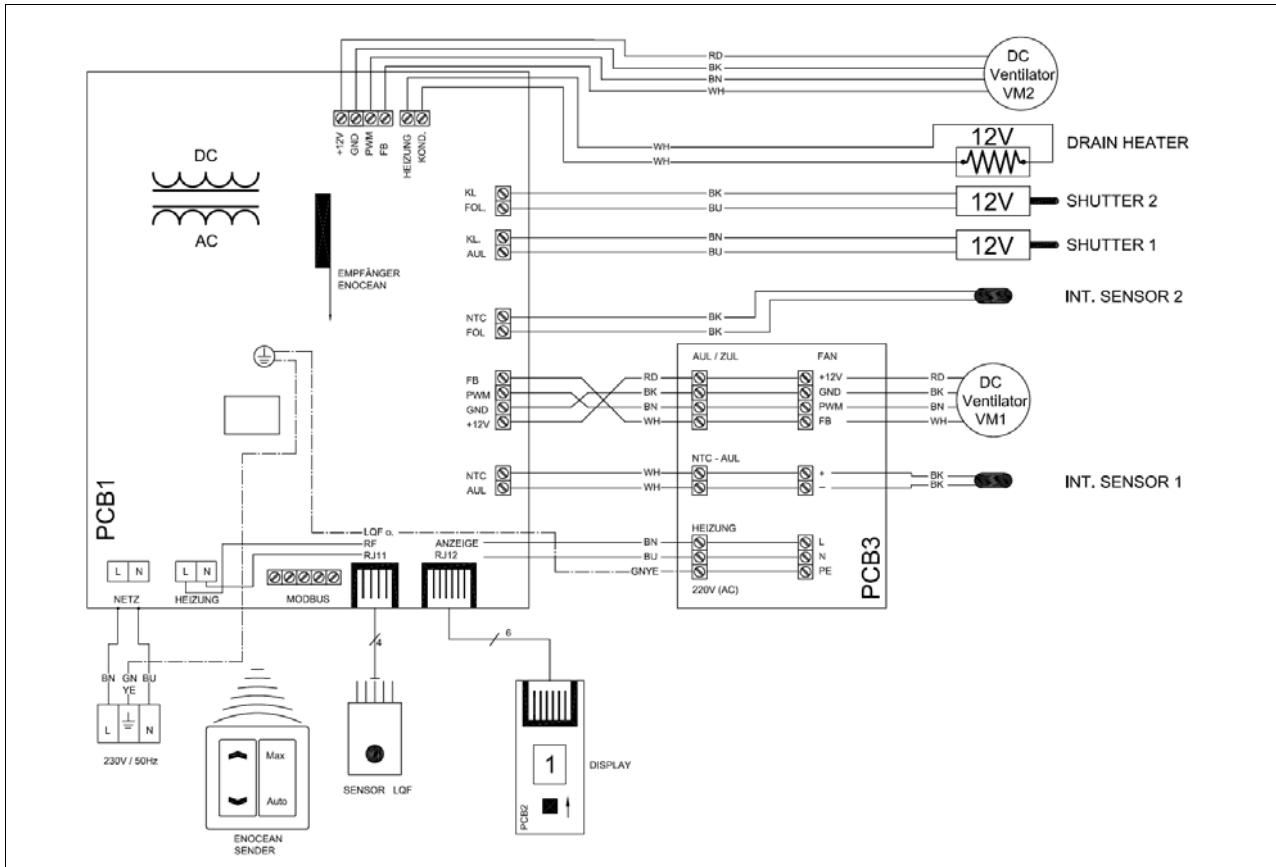 RD
BK
BN
WH
DC
Ventilator
VM2
+12V
GND
PWM
FB
HEIZUNG
KOND.
12V
DRAIN HEATER
WH
WH
DC
AC
KL
FOL.
BK
BU
12V
SHUTTER 2
KL.
AUL
BN
BU
12V
SHUTTER 1
EMPFÄNGER
ENOCEAN
NTC
FOL
BK
BK
INT. SENSOR 2
AUL / ZUL
FAN
FB
PWM
GND
+12V
RD
BK
BN
WH
+12V
GND
PWM
FB
RD
BK
BN
WH
DC
Ventilator
VM1
NTC - AUL
NTC
AUL
WH
WH
+
–
BK
BK
INT. SENSOR 1
PCB1
LQF o.
RF
RJ11
ANZEIGE
RJ12
HEIZUNG
BN
BU
GNYE
L
N
PE
220V (AC)
PCB3
L N
NETZ
L N
HEIZUNG
MODBUS
4
6
BN GN BU
YE
L N
230V / 50Hz
Max
Auto
ENOCEAN
SENDER
SENSOR LQF
1
DISPLAY
PCB2